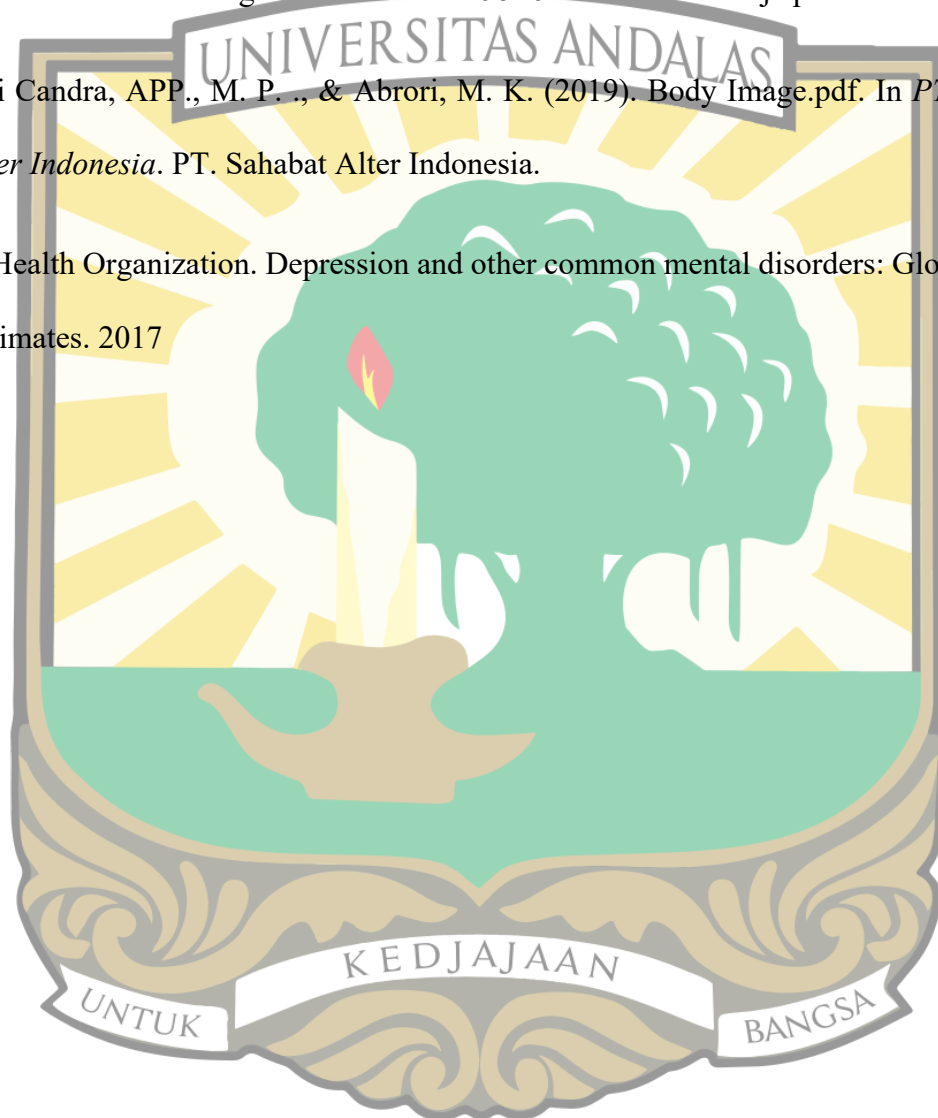 UNIVERSITAS ANDALAS
i Candra, APP., M. P. ., & Abrori, M. K. (2019). Body Image.pdf. In
er Indonesia. PT. Sahabat Alter Indonesia.
Health Organization. Depression and other common mental disorders:
imates. 2017
KEDJAJAAN
UNTUK
BANGSA